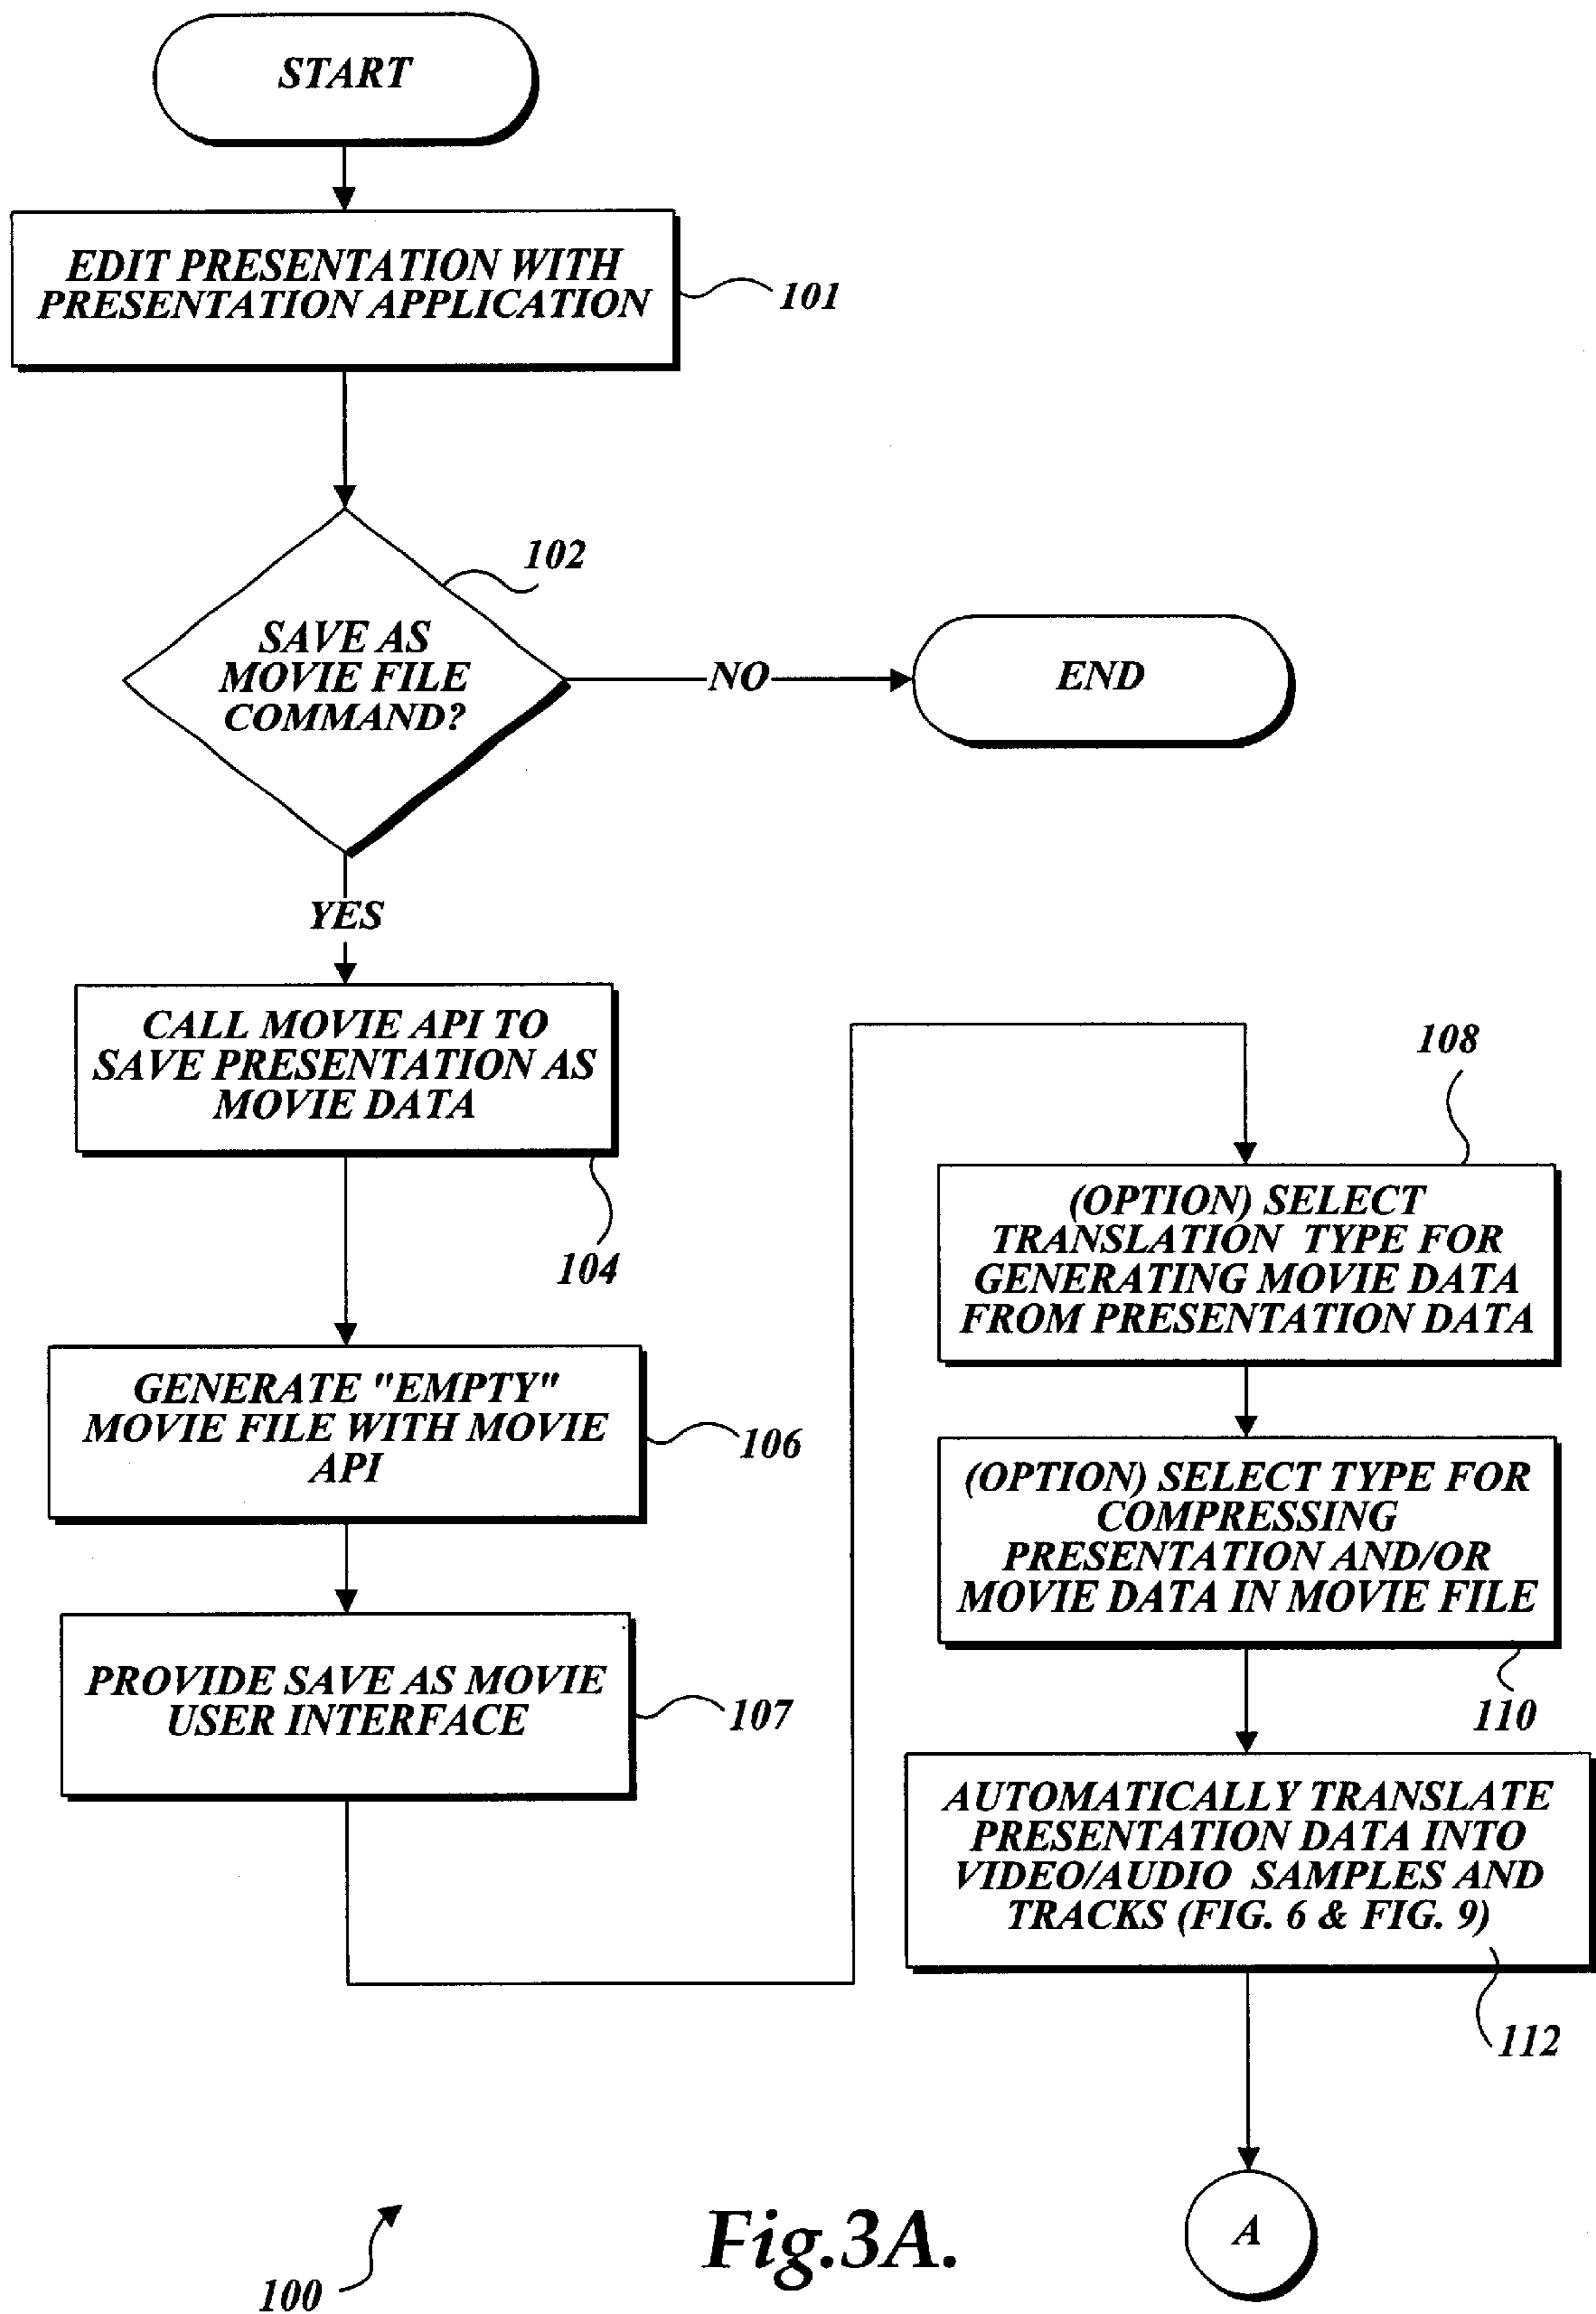 START
EDIT PRESENTATION WITH
PRESENTATION APPLICATION
101
102
SAVE AS
MOVIE FILE
COMMAND?
NO
END
YES
CALL MOVIE API TO
SAVE PRESENTATION AS
MOVIE DATA
104
GENERATE "EMPTY"
MOVIE FILE WITH MOVIE
API
106
PROVIDE SAVE AS MOVIE
USER INTERFACE
107
108
(OPTION) SELECT
TRANSLATION TYPE FOR
GENERATING MOVIE DATA
FROM PRESENTATION DATA
(OPTION) SELECT TYPE FOR
COMPRESSING
PRESENTATION AND/OR
MOVIE DATA IN MOVIE FILE
110
AUTOMATICALLY TRANSLATE
PRESENTATION DATA INTO
VIDEO/AUDIO SAMPLES AND
TRACKS (FIG. 6 & FIG. 9)
112
A
100
Fig.3A.